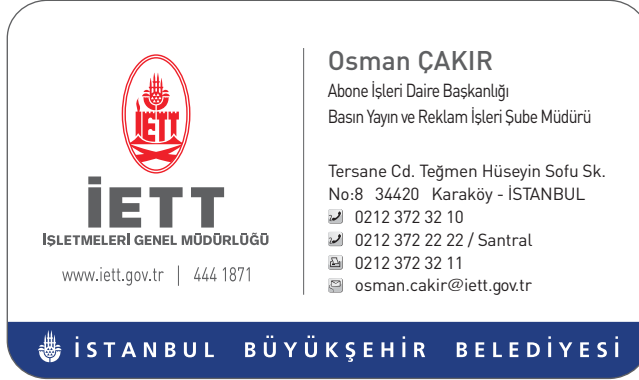 İETT
İETT
İŞLETMELERİ GENEL MÜDÜRLÜĞÜ
www.iett.gov.tr | 444 1871
Osman ÇAKIR
Abone İşleri Daire Başkanlığı
Basın Yayın ve Reklam İşleri Şube Müdürü
Tersane Cd. Teğmen Hüseyin Sofu Sk.
No:8 34420 Karaköy - İSTANBUL
0212 372 32 10
0212 372 22 22 / Santral
0212 372 32 11
osman.cakir@iett.gov.tr
İSTANBUL BÜYÜKŞEHİR BELEDİYESİ